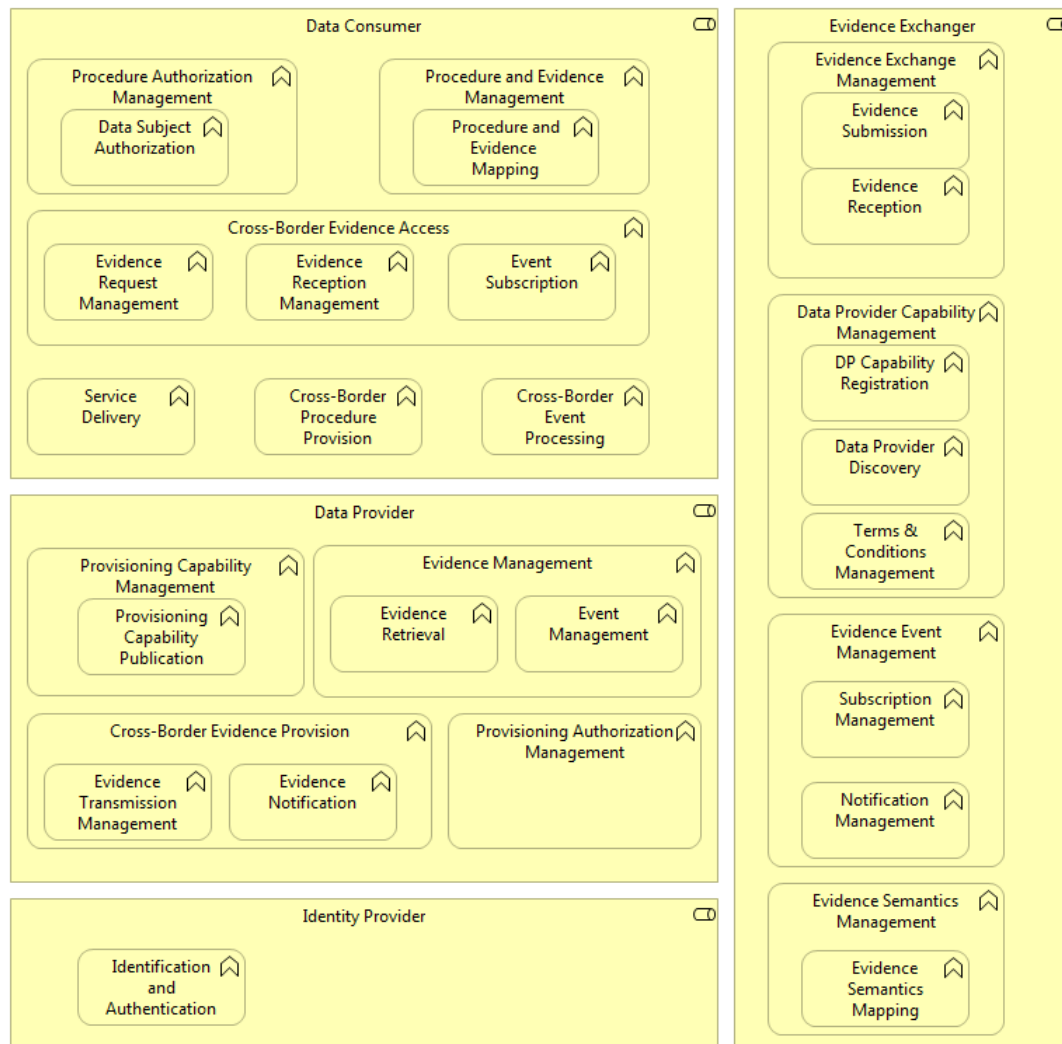 Data Consumer
Procedure Authorization
Management
Data Subject
Authorization
Procedure and Evidence
Management
Procedure and
Evidence
Mapping
Cross-Border Evidence Access
Evidence
Request
Management
Evidence
Reception
Management
Event
Subscription
Service
Delivery
Cross-Border
Procedure
Provision
Cross-Border
Event
Processing
Data Provider
Provisioning Capability
Management
Provisioning
Capability
Publication
Evidence Management
Evidence
Retrieval
Event
Management
Cross-Border Evidence Provision
Evidence
Transmission
Management
Evidence
Notification
Provisioning Authorization
Management
Identity Provider
Identification
and
Authentication
Evidence Exchanger
Evidence Exchange
Management
Evidence
Submission
Evidence
Reception
Data Provider Capability
Management
DP Capability
Registration
Data Provider
Discovery
Terms &
Conditions
Management
Evidence Event
Management
Subscription
Management
Notification
Management
Evidence Semantics
Management
Evidence
Semantics
Mapping